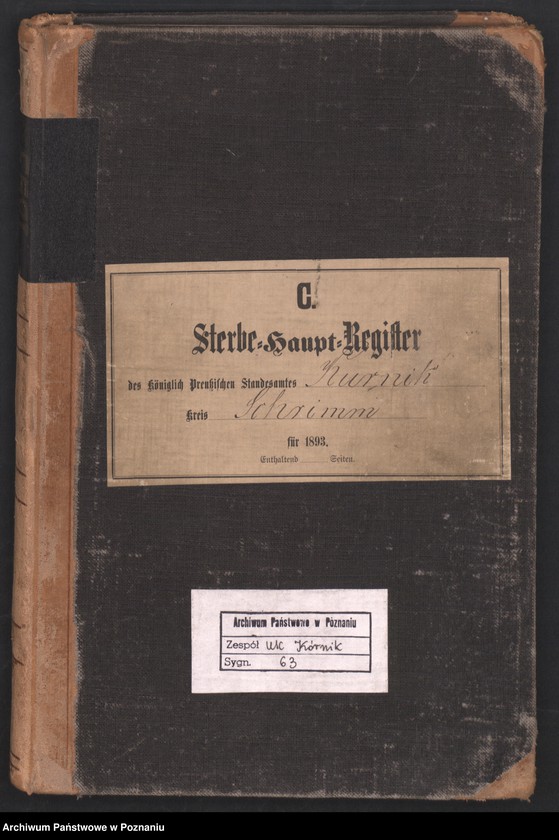 C.
Sterbe-Haupt-Register
des Königlich Preußischen Standesamtes Kurnik
Kreis Schrimm
für 1893.
Enthaltend Seiten.
Archiwum Państwowe w Poznaniu
Zespół USC Kórnik
Sygn. 63
Archiwum Państwowe w Poznaniu